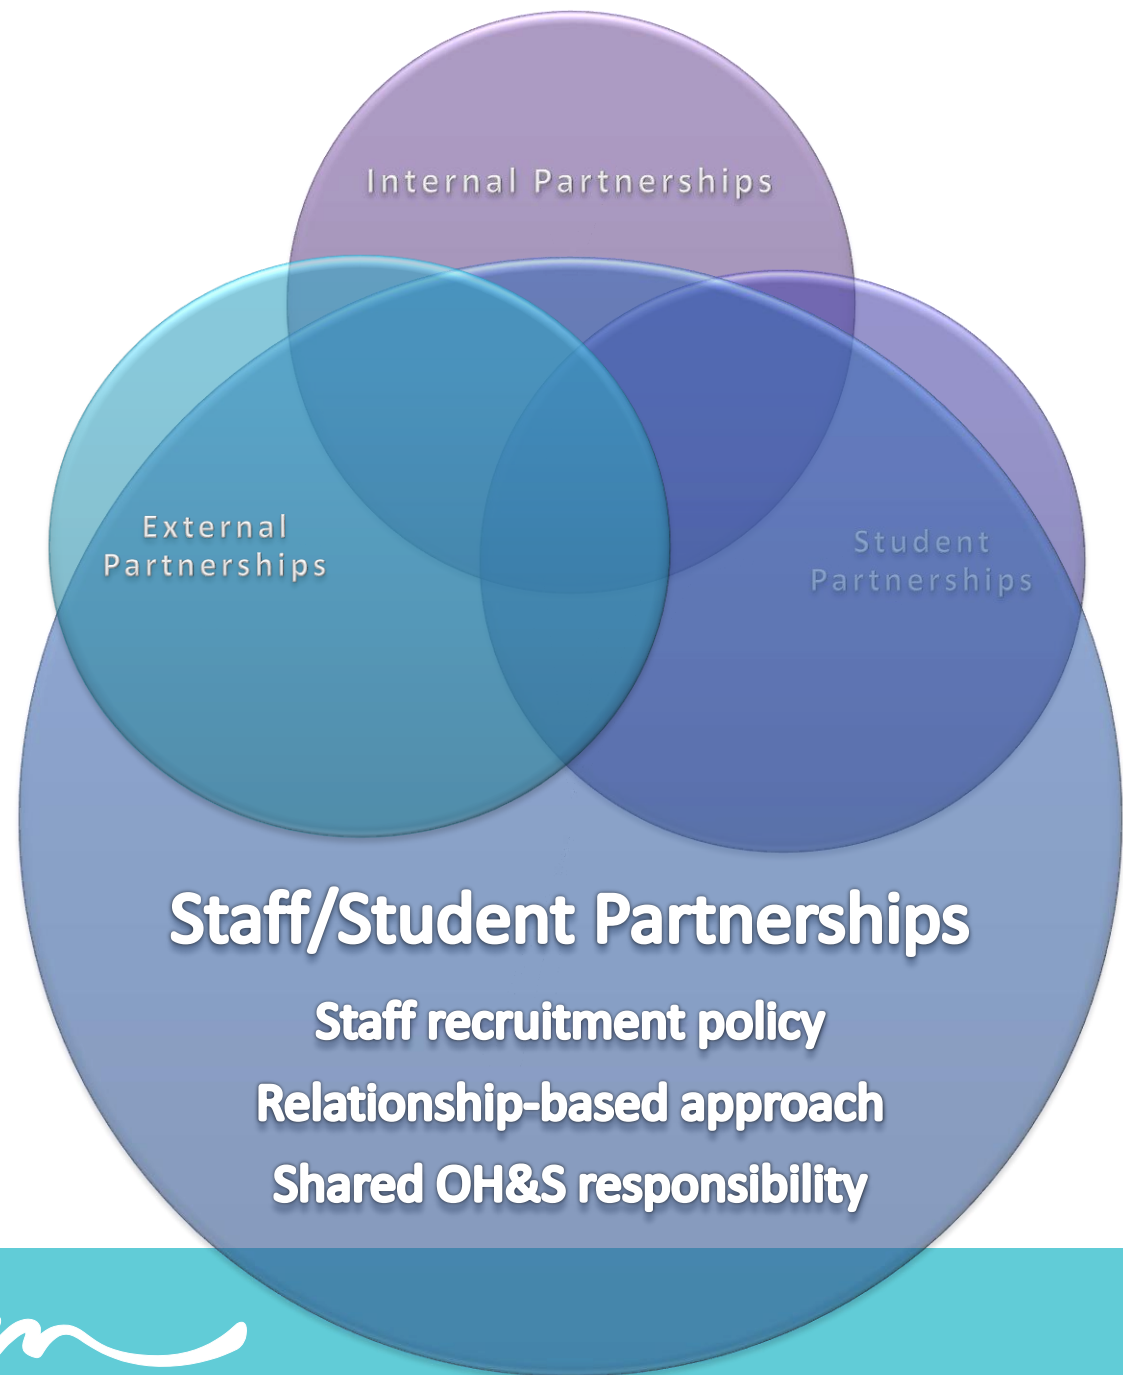 Internal Partnerships
External
Partnerships
Student
Partnerships
Staff/Student Partnerships
Staff recruitment policy
Relationship-based approach
Shared OH&S responsibility